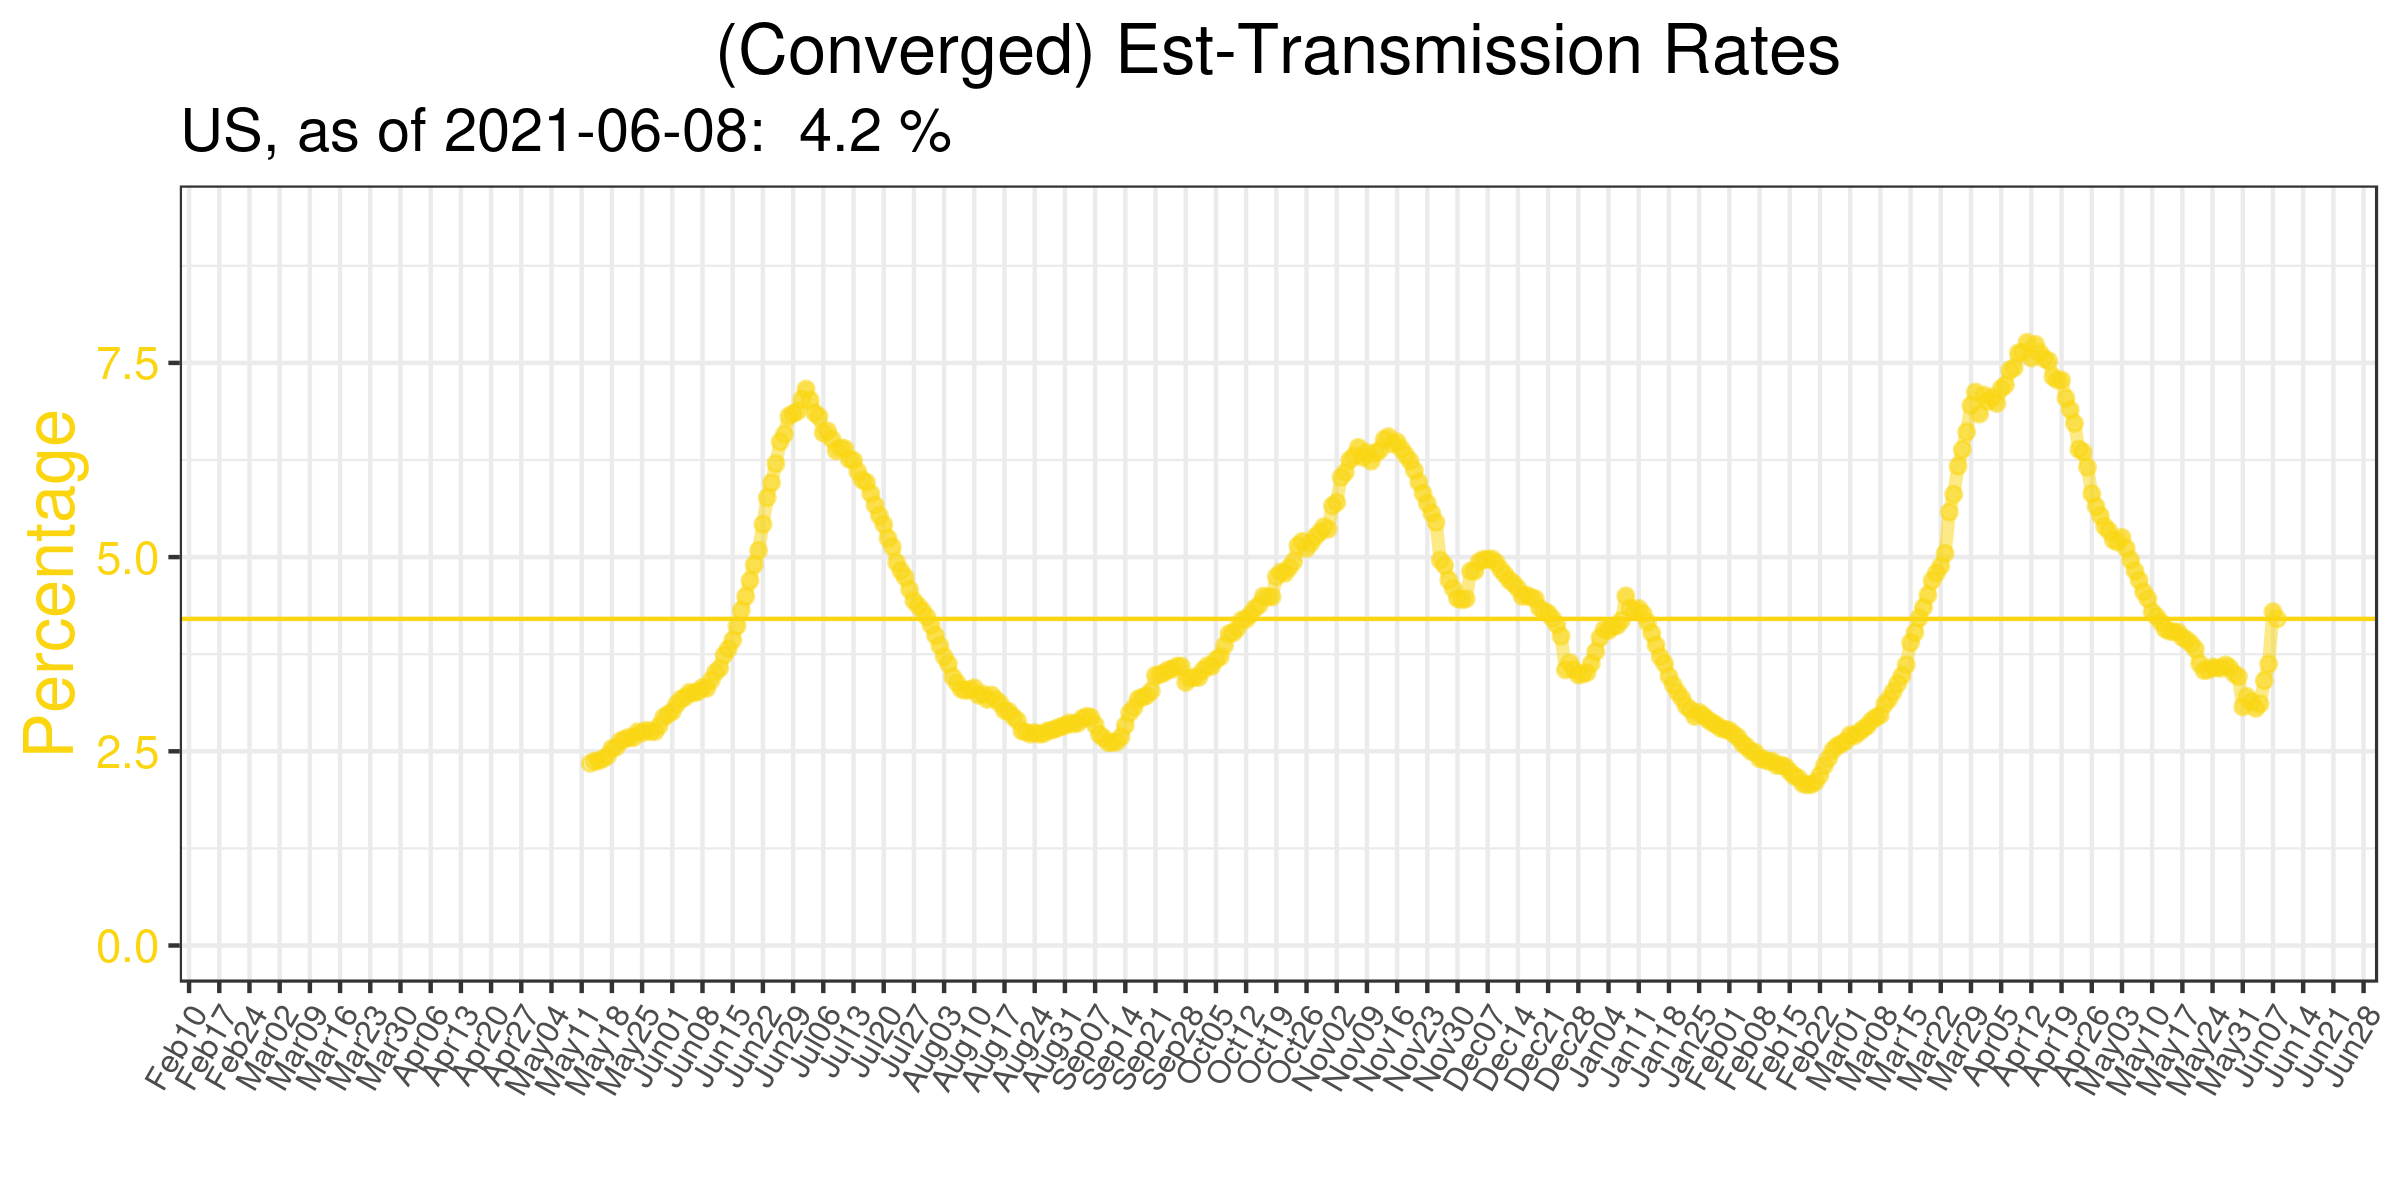 (Converged) Est-Transmission Rates
US, as of 2021-06-08:  4.2 %
Percentage
7.5
5.0
2.5
0.0
Feb10
Feb17
Feb24
Mar02
Mar09
Mar16
Mar23
Mar30
Apr06
Apr13
Apr20
Apr27
May04
May11
May18
May25
Jun01
Jun08
Jun15
Jun22
Jun29
Jul06
Jul13
Jul20
Jul27
Aug03
Aug10
Aug17
Aug24
Aug31
Sep07
Sep14
Sep21
Sep28
Oct05
Oct12
Oct19
Oct26
Nov02
Nov09
Nov16
Nov23
Nov30
Dec07
Dec14
Dec21
Dec28
Jan04
Jan11
Jan18
Jan25
Feb01
Feb08
Feb15
Feb22
Mar01
Mar08
Mar15
Mar22
Mar29
Apr05
Apr12
Apr19
Apr26
May03
May10
May17
May24
May31
Jun07
Jun14
Jun21
Jun28